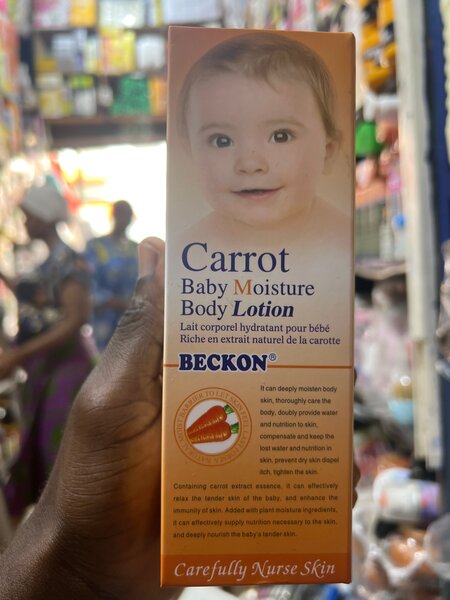 Carrot
Baby Moisture
Body Lotion
Lait corporel hydratant pour bébé
Riche en extrait naturel de la carotte
BECKON®
It can deeply moisten body
skin, thoroughly care the
body, doubly provide water
and nutrition to skin,
compensate and keep the
lost water and nutrition in
skin, prevent dry skin dispel
itch, tighten the skin.
Containing carrot extract essence, it can effectively
relax the tender skin of the baby, and enhance the
immunity of skin. Added with plant moisture ingredients,
it can effectively supply nutrition necessary to the skin,
and deeply nourish the baby's tender skin.
Carefully Nurse Skin